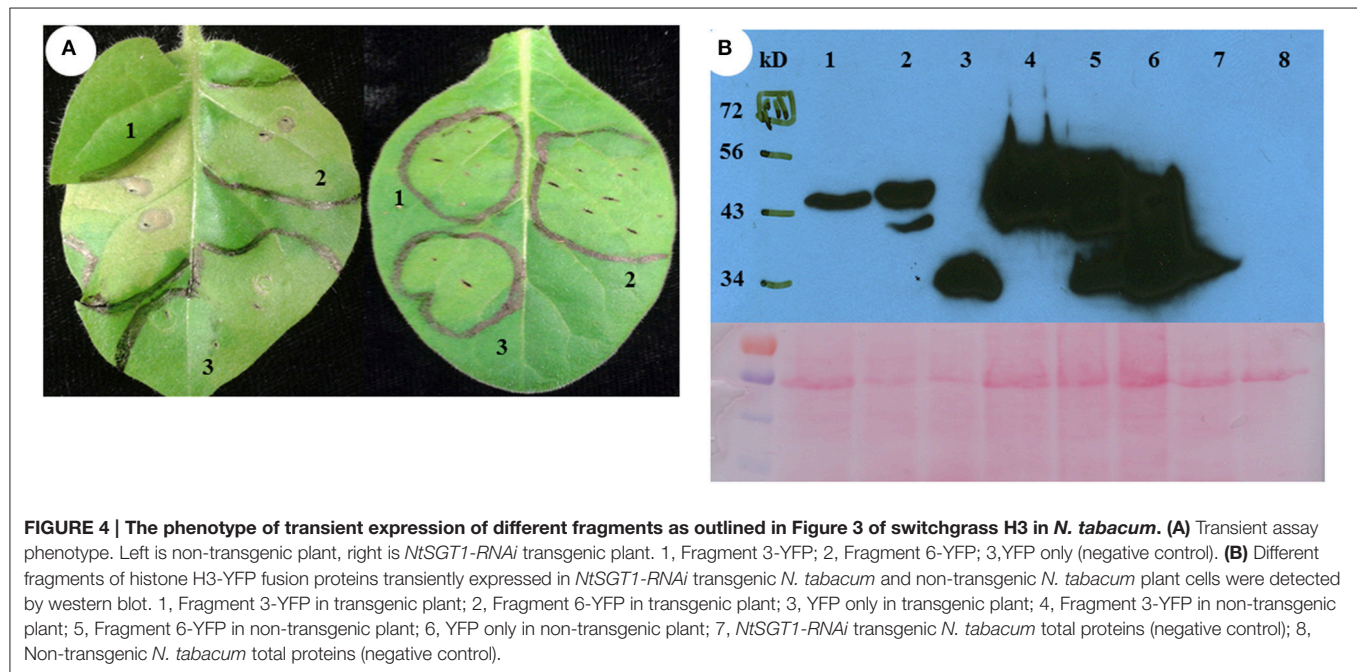 A
1
2
3
1
2
3
B
kD 1 2 3 4 5 6 7 8
72
56
43
34
FIGURE 4 | The phenotype of transient expression of different fragments as outlined in Figure 3 of switchgrass H3 in N. tabacum. (A) Transient assay
phenotype. Left is non-transgenic plant, right is NtSGT1-RNAi transgenic plant. 1, Fragment 3-YFP; 2, Fragment 6-YFP; 3,YFP only (negative control). (B) Different
fragments of histone H3-YFP fusion proteins transiently expressed in NtSGT1-RNAi transgenic N. tabacum and non-transgenic N. tabacum plant cells were detected
by western blot. 1, Fragment 3-YFP in transgenic plant; 2, Fragment 6-YFP in transgenic plant; 3, YFP only in transgenic plant; 4, Fragment 3-YFP in non-transgenic
plant; 5, Fragment 6-YFP in non-transgenic plant; 6, YFP only in non-transgenic plant; 7, NtSGT1-RNAi transgenic N. tabacum total proteins (negative control); 8,
Non-transgenic N. tabacum total proteins (negative control).